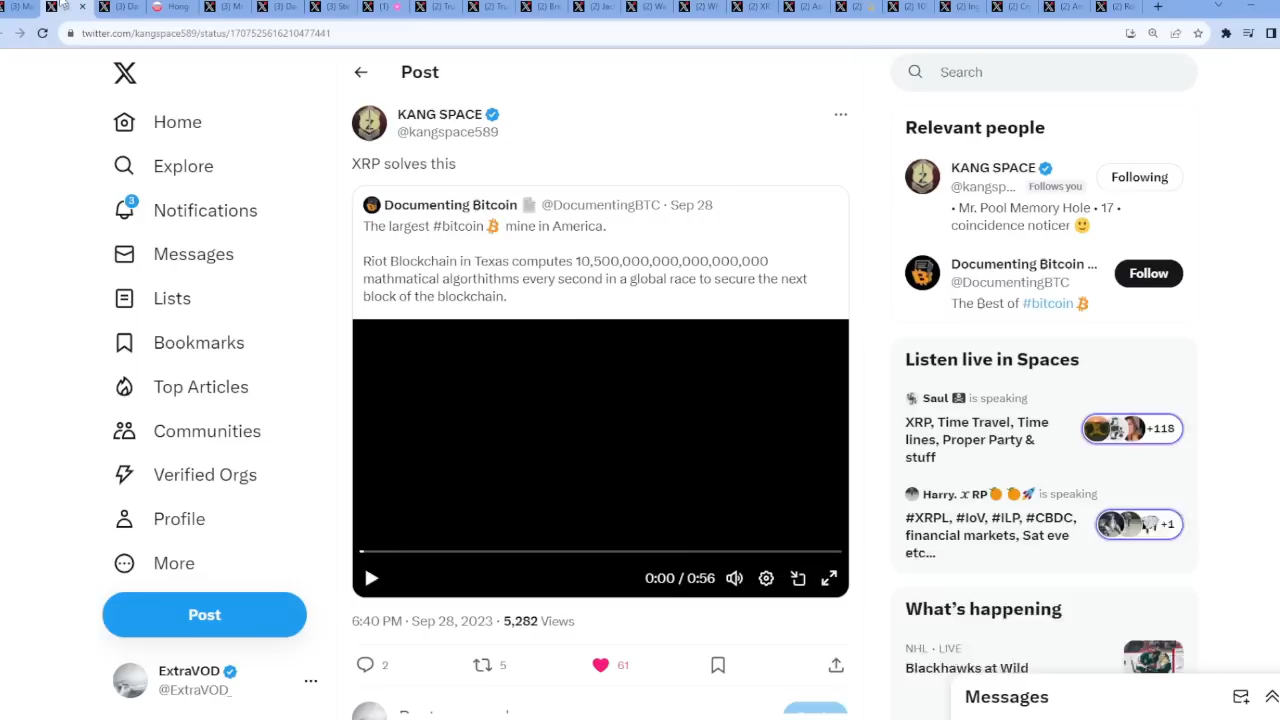 twitter.com/kangspace589/status/1707525616210477441
Home
Explore
3
Notifications
Messages
Lists
Bookmarks
Top Articles
Communities
Verified Orgs
Profile
More
Post
ExtraVOD
@ExtraVOD_
Post
KANG SPACE
@kangspace589
XRP solves this
Documenting ₿itcoin 📄 @DocumentingBTC · Sep 28
The largest #bitcoin mine in America.
Riot Blockchain in Texas computes 10,500,000,000,000,000,000
mathmatical algorthithms every second in a global race to secure the next
block of the blockchain.
0:00 / 0:56
6:40 PM · Sep 28, 2023 · 5,282 Views
2 5 61
Search
Relevant people
KANG SPACE
@kangsp... Follows you
Following
• Mr. Pool Memory Hole • 17 •
coincidence noticer 🙂
Documenting ₿itcoin ...
@DocumentingBTC
Follow
The Best of #bitcoin
Listen live in Spaces
Saul is speaking
XRP, Time Travel, Time
lines, Proper Party &
stuff
+118
Harry. 𝑥 RP🍊 🍊🚀 is speaking
#XRPL, #IoV, #ILP, #CBDC,
financial markets, Sat eve
etc...
+1
What's happening
NHL · LIVE
Blackhawks at Wild
Messages